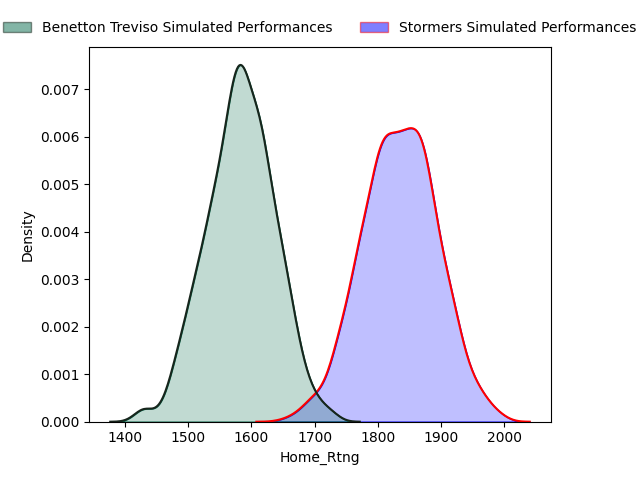 Benetton Treviso Simulated Performances Stormers Simulated Performances
0.007
0.006
0.005
0.004
0.003
0.002
0.001
0.000
Density
1400 1500 1600 1700 1800 1900 2000
Home_Rtng